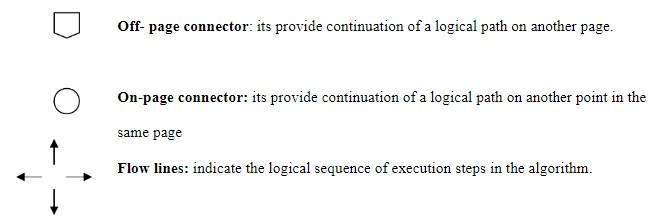 Off- page connector: its provide continuation of a logical path on another page.
On-page connector: its provide continuation of a logical path on another point in the
same page
Flow lines: indicate the logical sequence of execution steps in the algorithm.